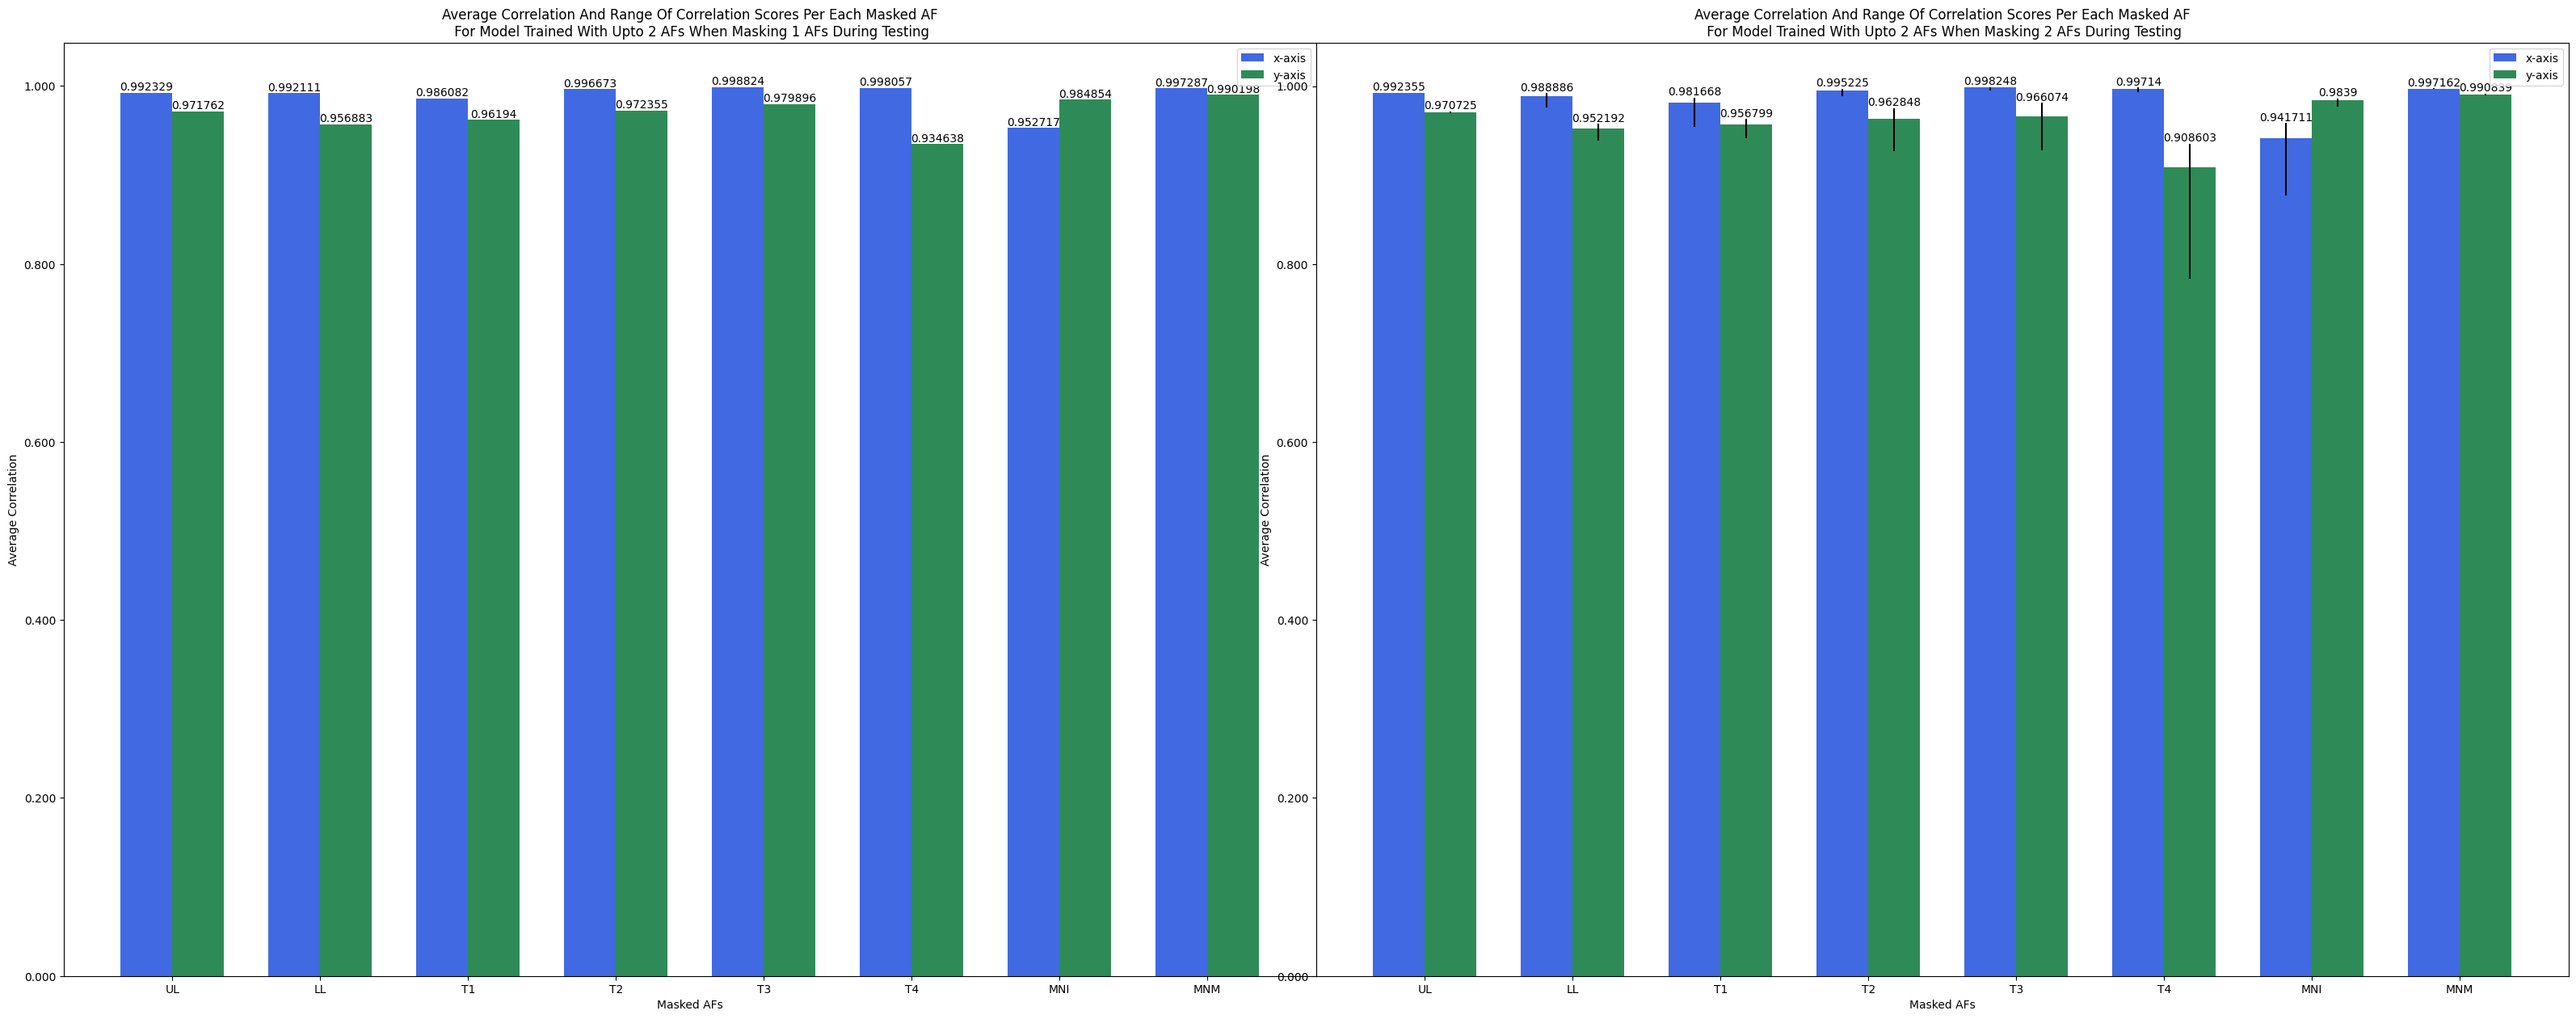 Average Correlation And Range Of Correlation Scores Per Each Masked AF
For Model Trained With Upto 2 AFs When Masking 1 AFs During Testing
x-axis
y-axis
0.992329
0.971762
0.992111
0.956883
0.986082
0.96194
0.996673
0.972355
0.998824
0.979896
0.998057
0.934638
0.952717
0.984854
0.997287
0.990198
1.000
0.800
0.600
0.400
0.200
0.000
Average Correlation
UL
LL
T1
T2
T3
T4
MNI
MNM
Masked AFs
Average Correlation And Range Of Correlation Scores Per Each Masked AF
For Model Trained With Upto 2 AFs When Masking 2 AFs During Testing
x-axis
y-axis
0.992355
0.970725
0.988886
0.952192
0.981668
0.956799
0.995225
0.962848
0.998248
0.966074
0.99714
0.908603
0.941711
0.9839
0.997162
0.990839
1.000
0.800
0.600
0.400
0.200
0.000
Average Correlation
UL
LL
T1
T2
T3
T4
MNI
MNM
Masked AFs